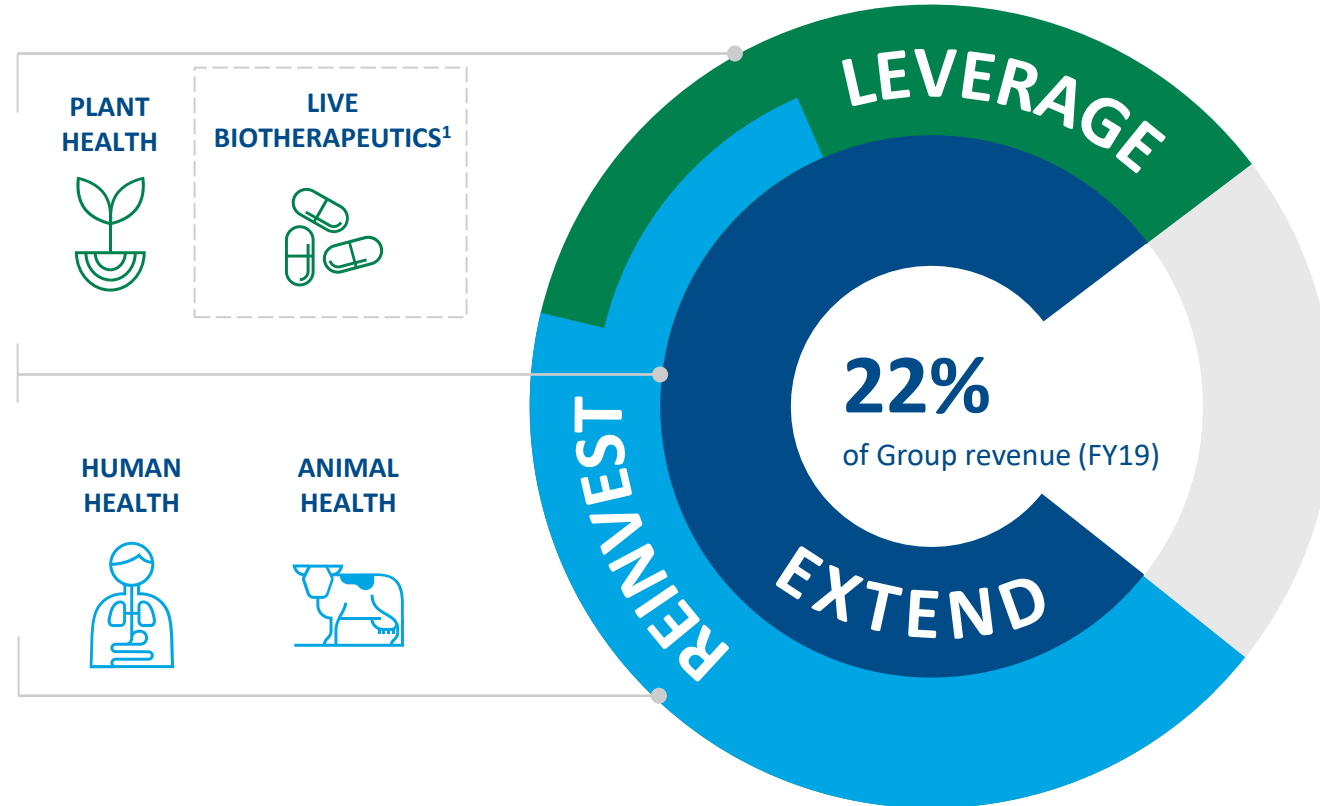 PLANT
HEALTH
LIVE
BIOTHERAPEUTICS¹
HUMAN
HEALTH
ANIMAL
HEALTH
LEVERAGE
REINVEST
EXTEND
22%
of Group revenue (FY19)